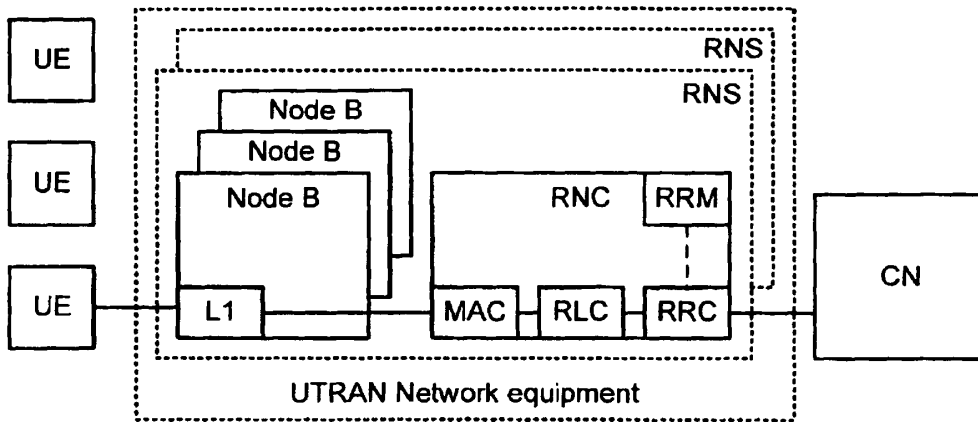 UE
UE
UE
RNS
RNS
Node B
Node B
Node B
L1
RNC
RRM
MAC
RLC
RRC
CN
UTRAN Network equipment